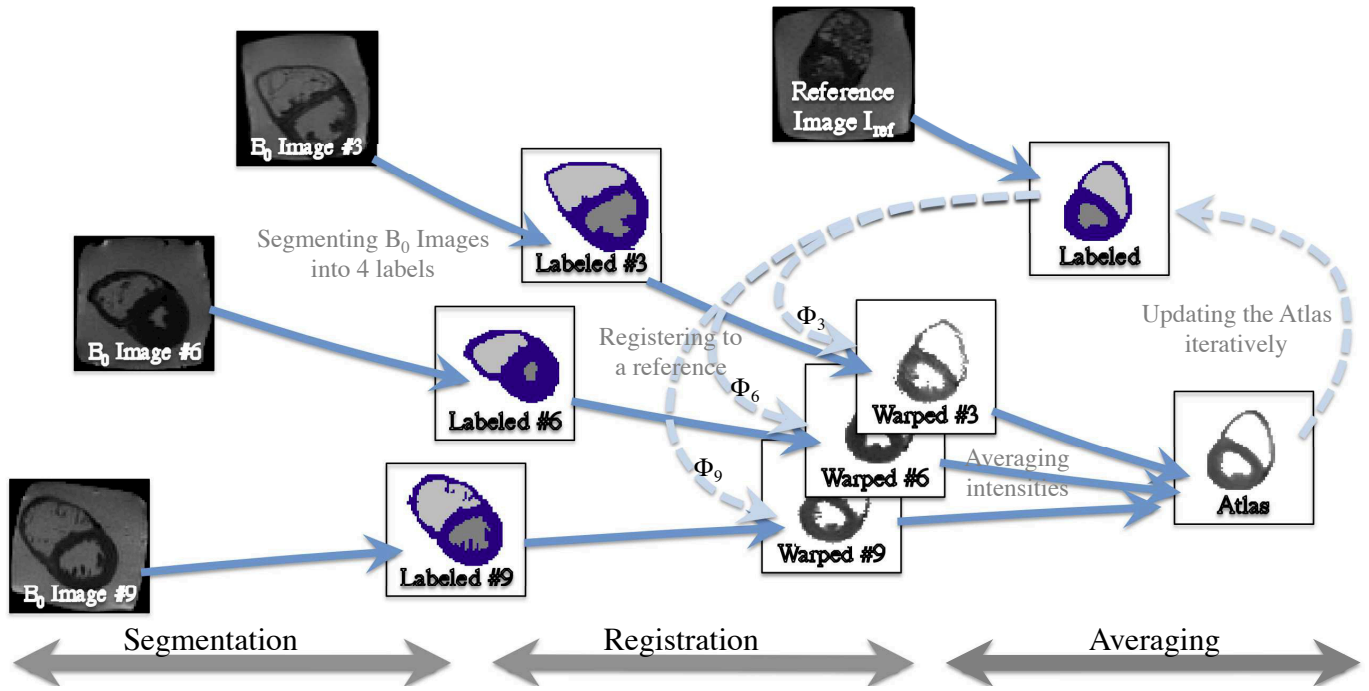 B₀ Image #3
Reference
Image I_ref
Segmenting B₀ Images
into 4 labels
Labeled #3
Labeled
B₀ Image #6
Φ₃
Registering to
a reference
Updating the Atlas
iteratively
Labeled #6
Φ₆
Warped #3
Φ₉
Warped #6
Averaging
intensities
Atlas
B₀ Image #9
Labeled #9
Warped #9
Segmentation
Registration
Averaging